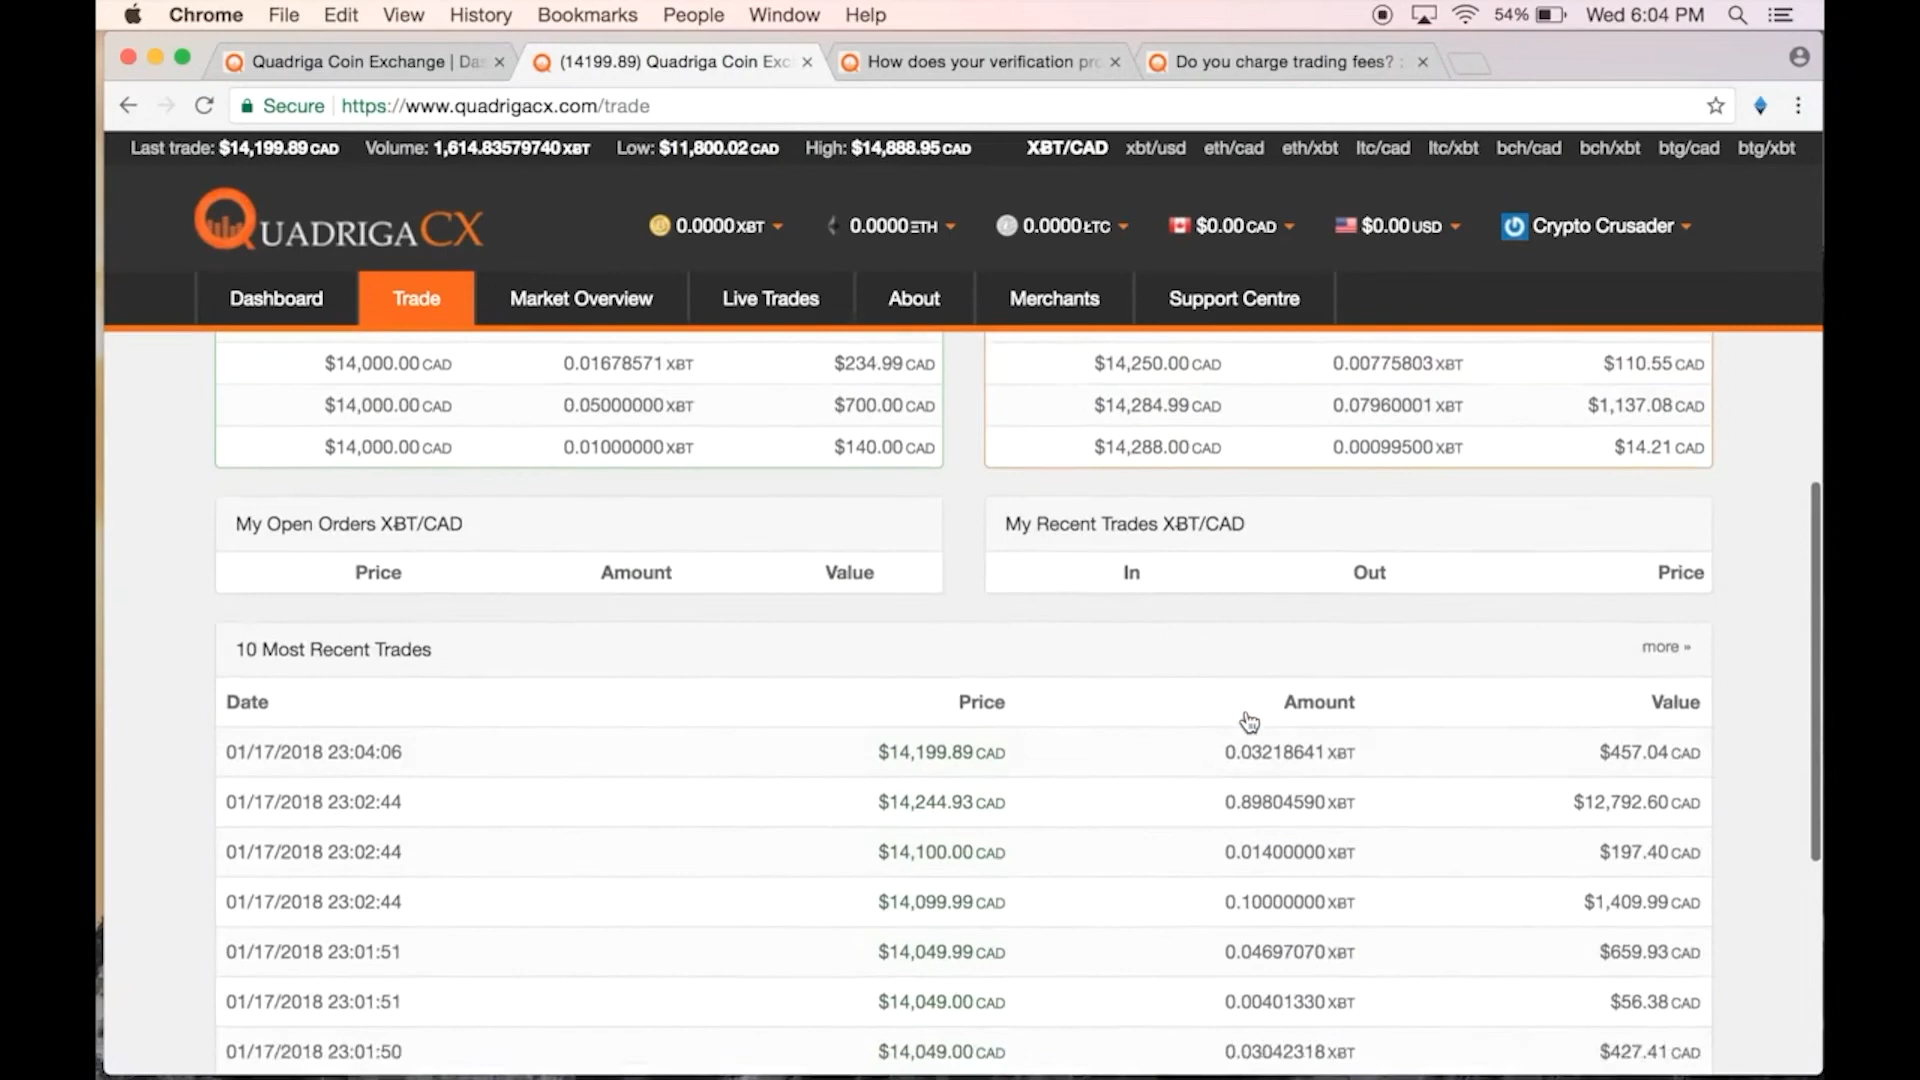 Chrome File Edit View History Bookmarks People Window Help 54% Wed 6:04 PM
Quadriga Coin Exchange | Da (14199.89) Quadriga Coin Exc How does your verification pr Do you charge trading fees? :
Secure https://www.quadrigacx.com/trade
Last trade: $14,199.89 CAD Volume: 1,614.83579740 XBT Low: $11,800.02 CAD High: $14,888.95 CAD XBT/CAD xbt/usd eth/cad eth/xbt ltc/cad ltc/xbt bch/cad bch/xbt btg/cad btg/xbt
QUADRIGACX 0.0000 XBT 0.0000 ETH 0.0000 ŁTC $0.00 CAD $0.00 USD Crypto Crusader
Dashboard Trade Market Overview Live Trades About Merchants Support Centre
$14,000.00 CAD 0.01678571 XBT $234.99 CAD $14,250.00 CAD 0.00775803 XBT $110.55 CAD
$14,000.00 CAD 0.05000000 XBT $700.00 CAD $14,284.99 CAD 0.07960001 XBT $1,137.08 CAD
$14,000.00 CAD 0.01000000 XBT $140.00 CAD $14,288.00 CAD 0.00099500 XBT $14.21 CAD
My Open Orders XBT/CAD My Recent Trades XBT/CAD
Price Amount Value In Out Price
10 Most Recent Trades more »
Date Price Amount Value
01/17/2018 23:04:06 $14,199.89 CAD 0.03218641 XBT $457.04 CAD
01/17/2018 23:02:44 $14,244.93 CAD 0.89804590 XBT $12,792.60 CAD
01/17/2018 23:02:44 $14,100.00 CAD 0.01400000 XBT $197.40 CAD
01/17/2018 23:02:44 $14,099.99 CAD 0.10000000 XBT $1,409.99 CAD
01/17/2018 23:01:51 $14,049.99 CAD 0.04697070 XBT $659.93 CAD
01/17/2018 23:01:51 $14,049.00 CAD 0.00401330 XBT $56.38 CAD
01/17/2018 23:01:50 $14,049.00 CAD 0.03042318 XBT $427.41 CAD